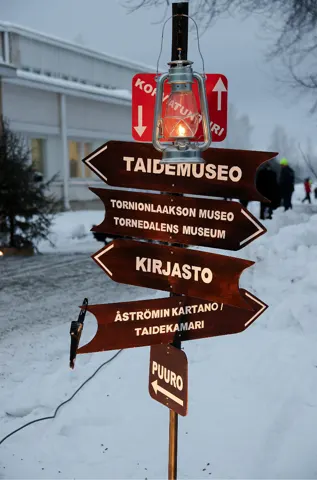 TAIDEMUSEO
TORNIONLAAKSON MUSEO
TORNEDALENS MUSEUM
KIRJASTO
ÅSTRÖMIN KARTANO /
TAIDEKAMARI
PUURO